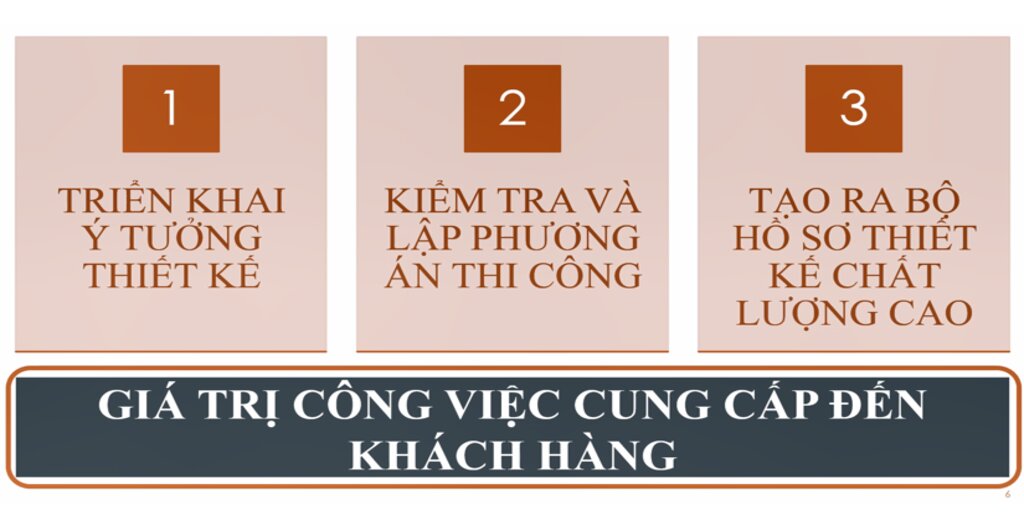 1
TRIỂN KHAI
Ý TƯỞNG
THIẾT KẾ
2
KIỂM TRA VÀ
LẬP PHƯƠNG
ÁN THI CÔNG
3
TẠO RA BỘ
HỒ SƠ THIẾT
KẾ CHẤT
LƯỢNG CAO
GIÁ TRỊ CÔNG VIỆC CUNG CẤP ĐẾN
KHÁCH HÀNG
6